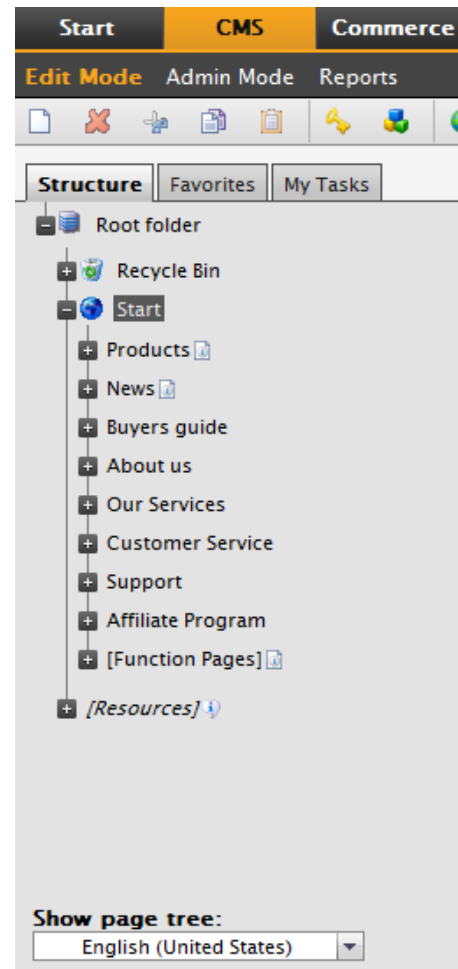 Start CMS Commerce
Edit Mode Admin Mode Reports
Structure Favorites My Tasks
Root folder
Recycle Bin
Start
Products
News
Buyers guide
About us
Our Services
Customer Service
Support
Affiliate Program
[Function Pages]
[Resources]
Show page tree:
English (United States)